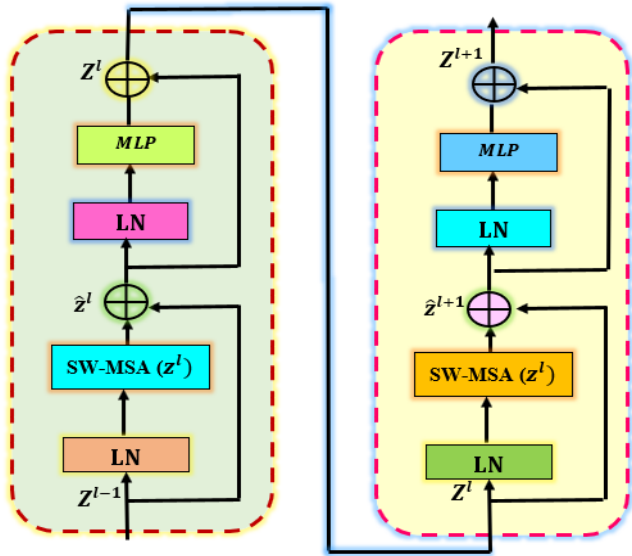 Z^l
MLP
LN
ẑ^l
SW-MSA (z^l)
LN
Z^{l−1}
Z^{l+1}
MLP
LN
ẑ^{l+1}
SW-MSA (z^l)
LN
Z^l